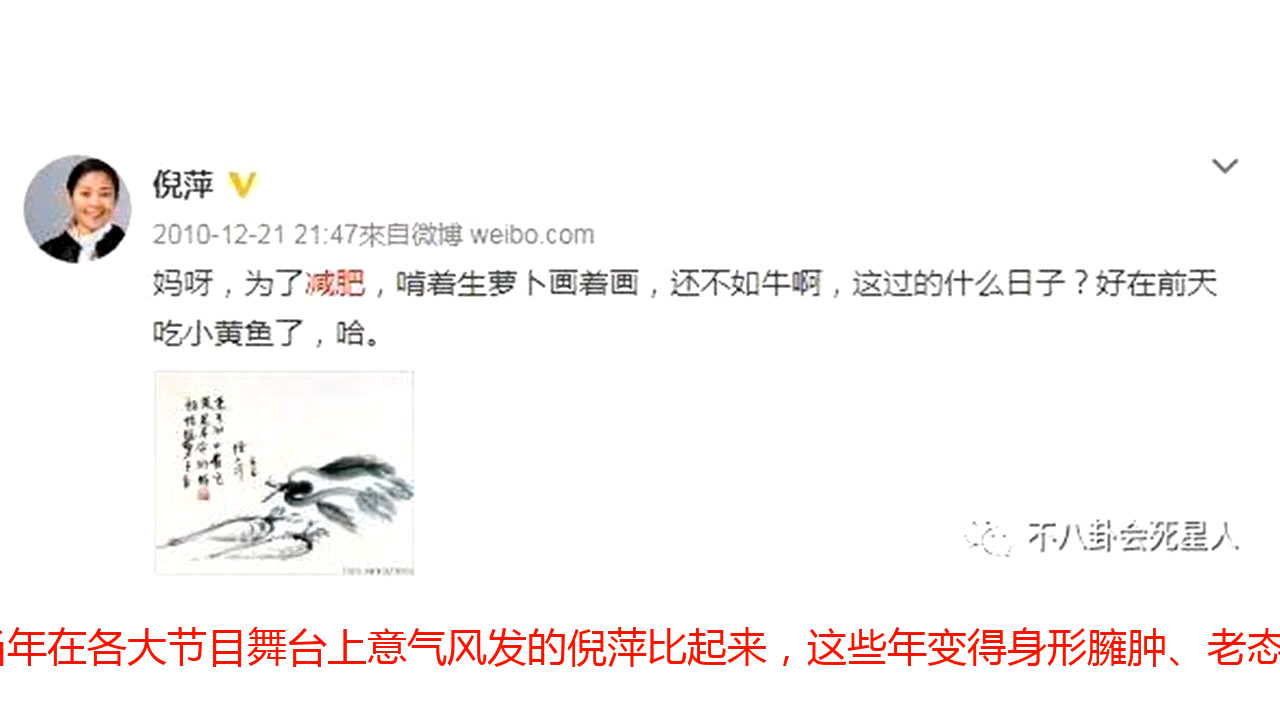 倪萍
2010-12-21 21:47來自微博 weibo.com
妈呀，为了减肥，啃着生萝卜画着画，还不如牛啊，这过的什么日子？好在前天
吃小黄鱼了，哈。
不八卦会死星人
当年在各大节目舞台上意气风发的倪萍比起来，这些年变得身形臃肿、老态